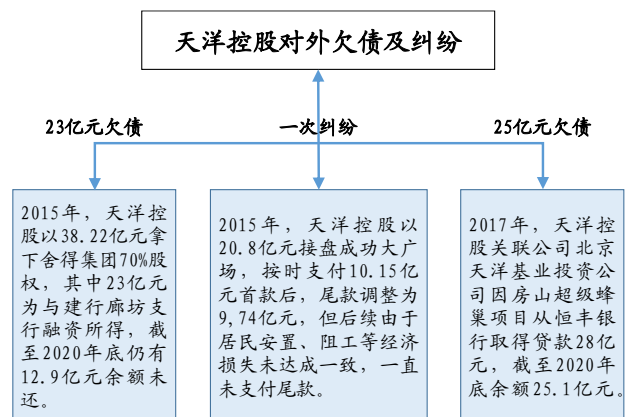 天洋控股对外欠债及纠纷
23亿元欠债
一次纠纷
25亿元欠债
2015年，天洋控
股以38.22亿元拿
下舍得集团70%股
权，其中23亿元
为与建行廊坊支
行融资所得，截
至2020年底仍有
12.9亿元余额未
还。
2015年，天洋控股以
20.8亿元接盘成功大广
场，按时支付10.15亿
元首款后，尾款调整为
9,74亿元，但后续由于
居民安置、阻工等经济
损失未达成一致，一直
未支付尾款。
2017年，天洋控
股关联公司北京
天洋基业投资公
司因房山超级蜂
巢项目从恒丰银
行取得贷款28亿
元，截至2020年
底余额25.1亿元。